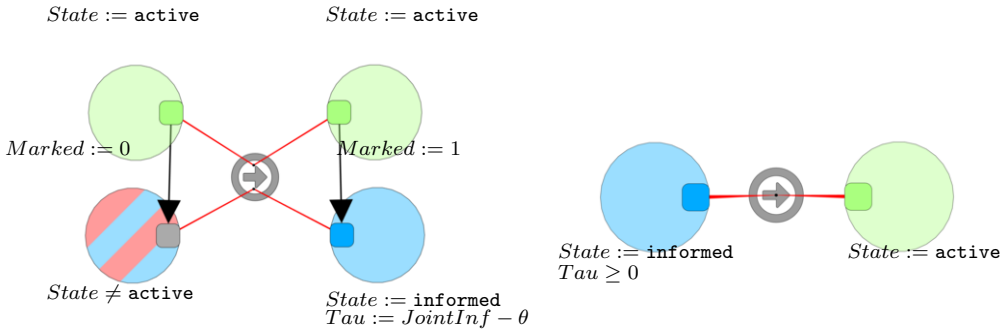 State := active
State := active
Marked := 0
Marked := 1
State ≠ active
State := informed
Tau := JointInf − θ
State := informed
Tau ≥ 0
State := active